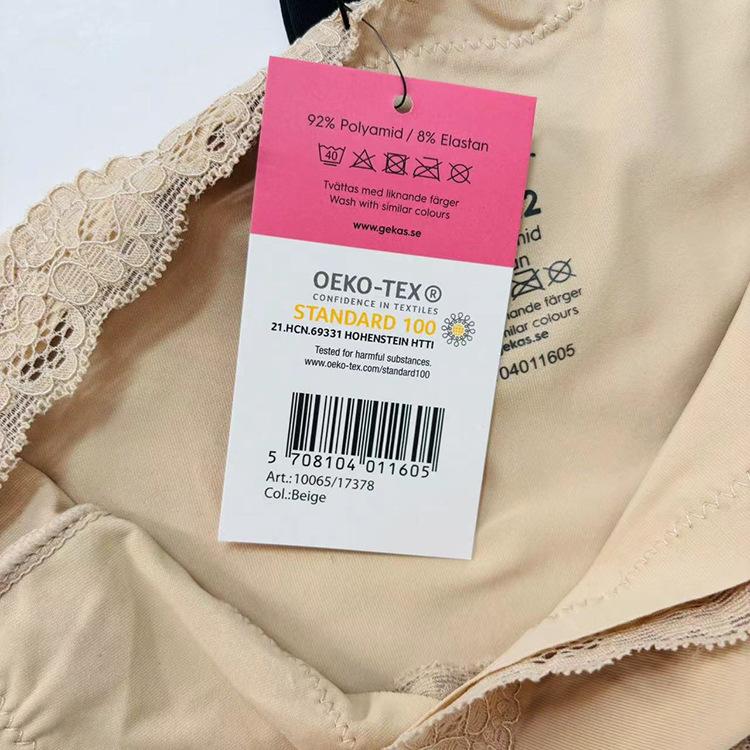 92% Polyamid / 8% Elastan
40
Tvättas med liknande färger
Wash with similar colours
www.gekas.se
OEKO-TEX®
CONFIDENCE IN TEXTILES
STANDARD 100
21.HCN.69331 HOHENSTEIN HTTI
Tested for harmful substances.
www.oeko-tex.com/standard100
5 708104 011605
Art.:10065/17378
Col.:Beige
2
mid
an
ande färger
ilar colours
ekas.se
04011605